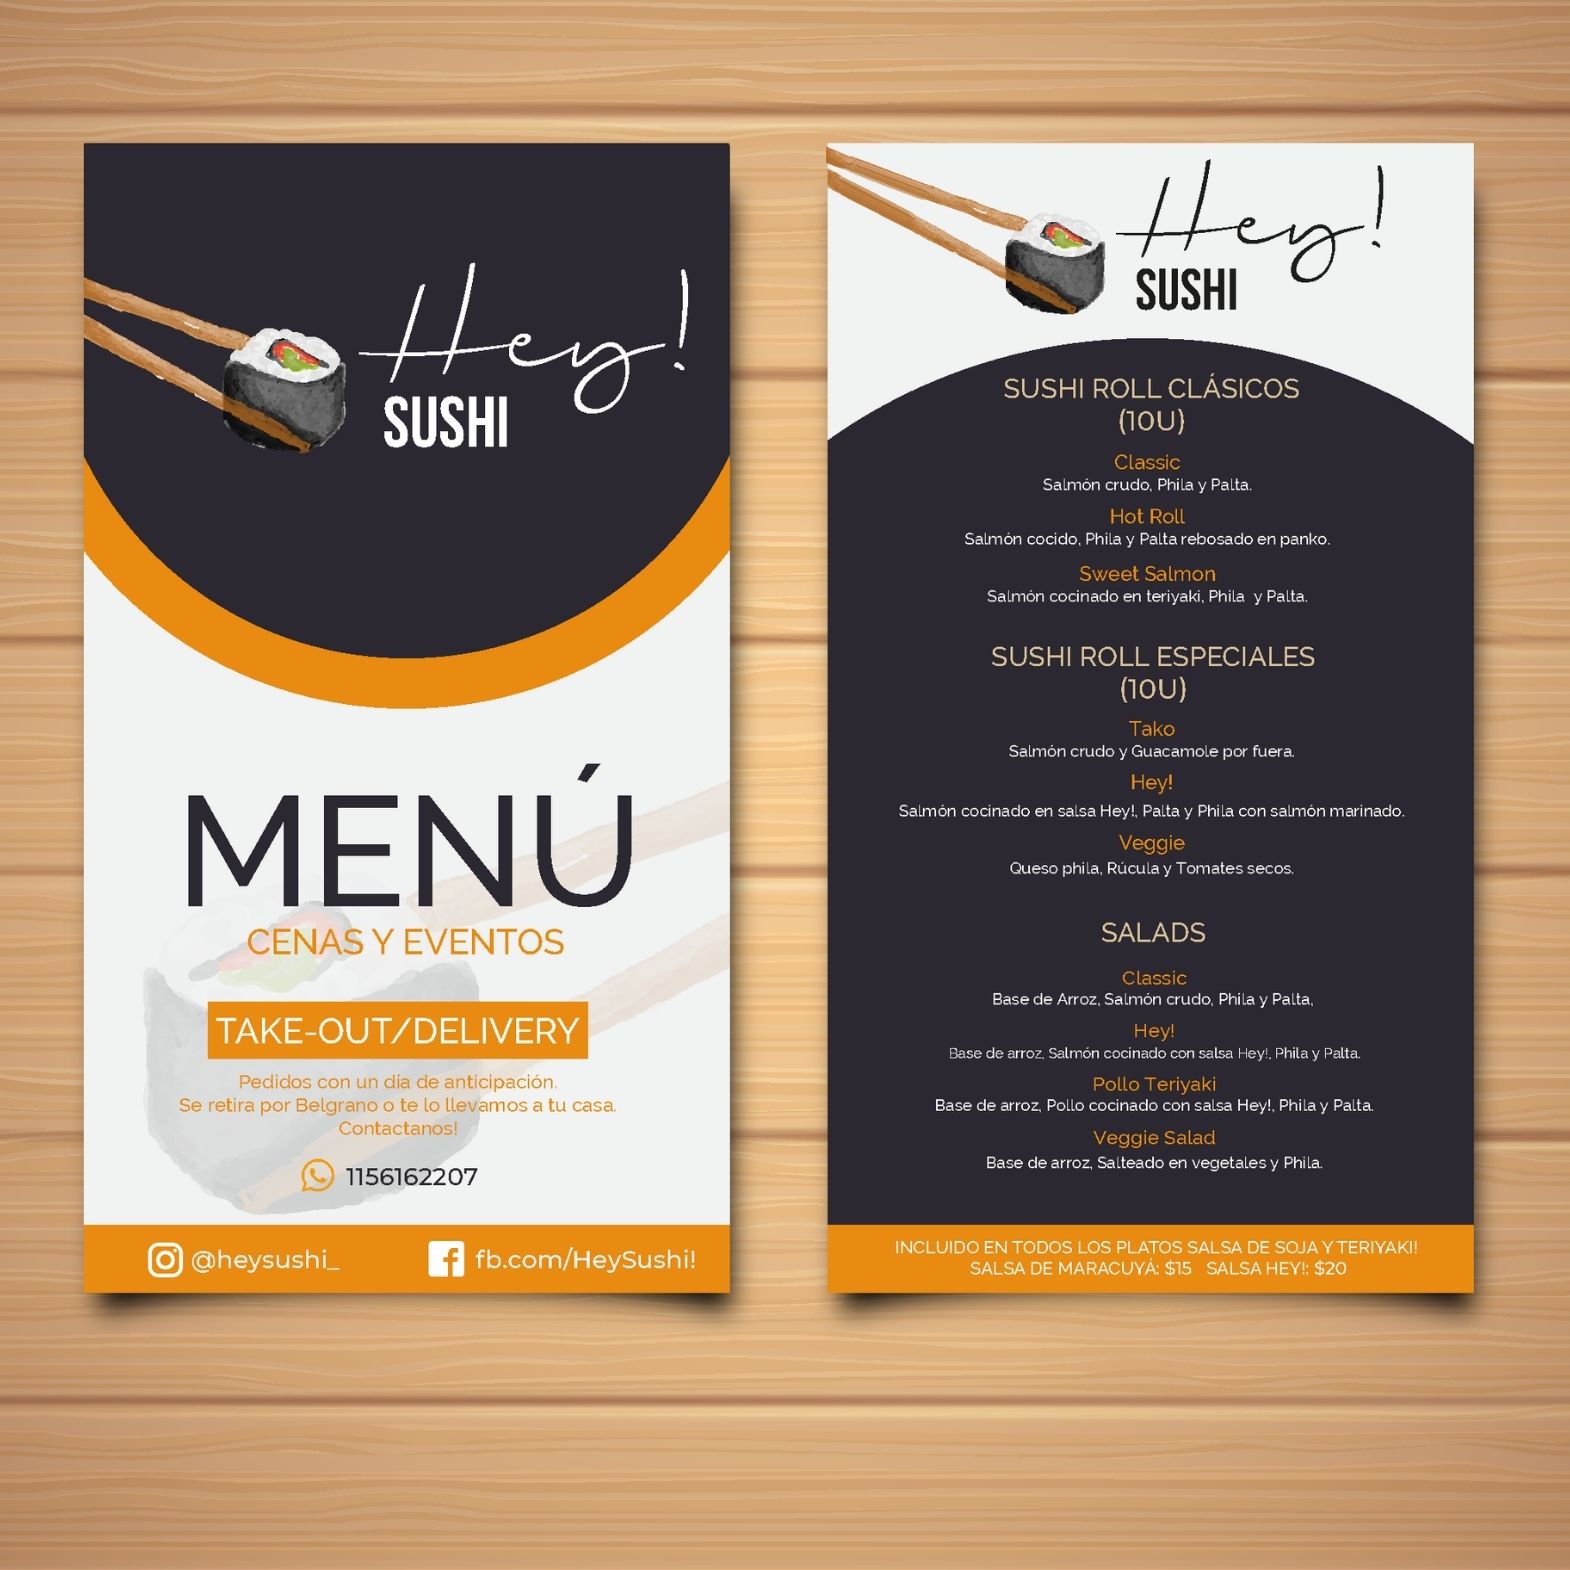 Hey!
SUSHI
MENÚ
CENAS Y EVENTOS
TAKE-OUT/DELIVERY
Pedidos con un día de anticipación.
Se retira por Belgrano o te lo llevamos a tu casa.
Contactanos!
1156162207
@heysushi_
fb.com/HeySushi!
Hey!
SUSHI
SUSHI ROLL CLÁSICOS
(10U)
Classic
Salmón crudo, Phila y Palta.
Hot Roll
Salmón cocido, Phila y Palta rebosado en panko.
Sweet Salmon
Salmón cocinado en teriyaki, Phila y Palta.
SUSHI ROLL ESPECIALES
(10U)
Tako
Salmón crudo y Guacamole por fuera.
Hey!
Salmón cocinado en salsa Hey!, Palta y Phila con salmón marinado.
Veggie
Queso phila, Rúcula y Tomates secos.
SALADS
Classic
Base de Arroz, Salmón crudo, Phila y Palta,
Hey!
Base de arroz, Salmón cocinado con salsa Hey!, Phila y Palta.
Pollo Teriyaki
Base de arroz, Pollo cocinado con salsa Hey!, Phila y Palta.
Veggie Salad
Base de arroz, Salteado en vegetales y Phila.
INCLUIDO EN TODOS LOS PLATOS SALSA DE SOJA Y TERIYAKI!
SALSA DE MARACUYÁ: $15 SALSA HEY!: $20